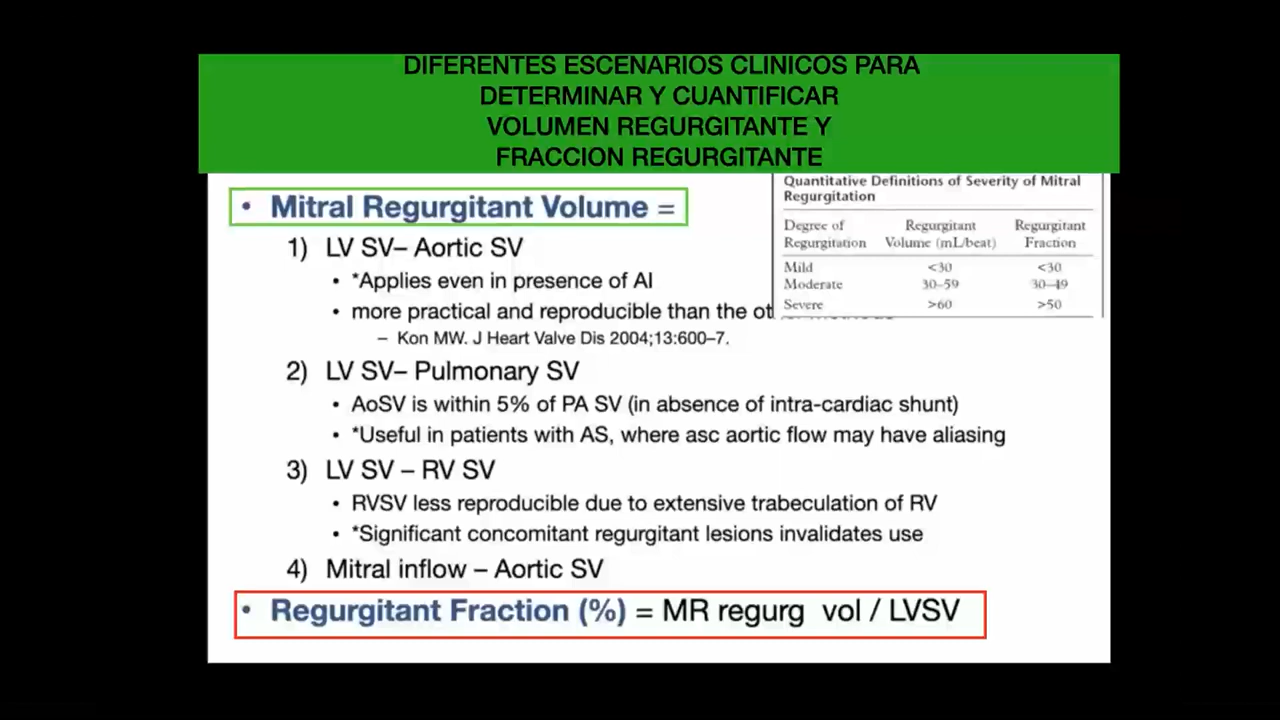 DIFERENTES ESCENARIOS CLINICOS PARA
DETERMINAR Y CUANTIFICAR
VOLUMEN REGURGITANTE Y
FRACCION REGURGITANTE
• Mitral Regurgitant Volume =
1) LV SV– Aortic SV
• *Applies even in presence of AI
• more practical and reproducible than the
– Kon MW. J Heart Valve Dis 2004;13:600–7.
2) LV SV– Pulmonary SV
• AoSV is within 5% of PA SV (in absence of intra-cardiac shunt)
• *Useful in patients with AS, where asc aortic flow may have aliasing
3) LV SV – RV SV
• RVSV less reproducible due to extensive trabeculation of RV
• *Significant concomitant regurgitant lesions invalidates use
4) Mitral inflow – Aortic SV
• Regurgitant Fraction (%) = MR regurg vol / LVSV
Quantitative Definitions of Severity of Mitral
Regurgitation
Degree of Regurgitant Regurgitant
Regurgitation Volume (mL/beat) Fraction
Mild <30 <30
Moderate 30–59 30–49
Severe >60 >50